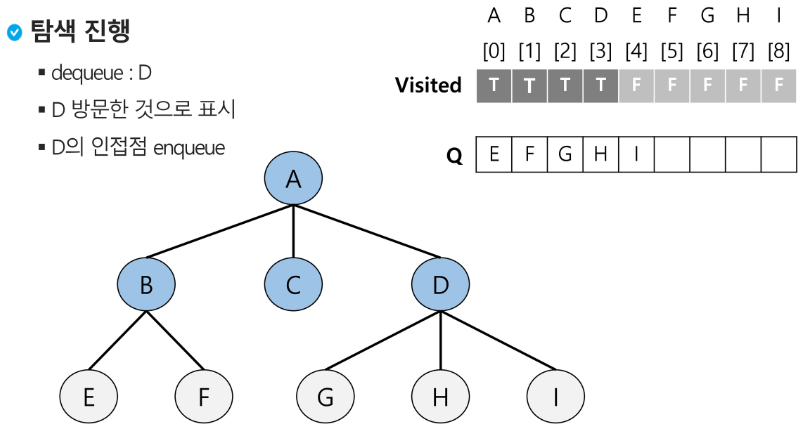 탐색 진행
▪ dequeue : D
▪ D 방문한 것으로 표시
▪ D의 인접점 enqueue
A B C D E F G H I
[0] [1] [2] [3] [4] [5] [6] [7] [8]
Visited T T T T F F F F F
Q E F G H I
A
B C D
E F G H I